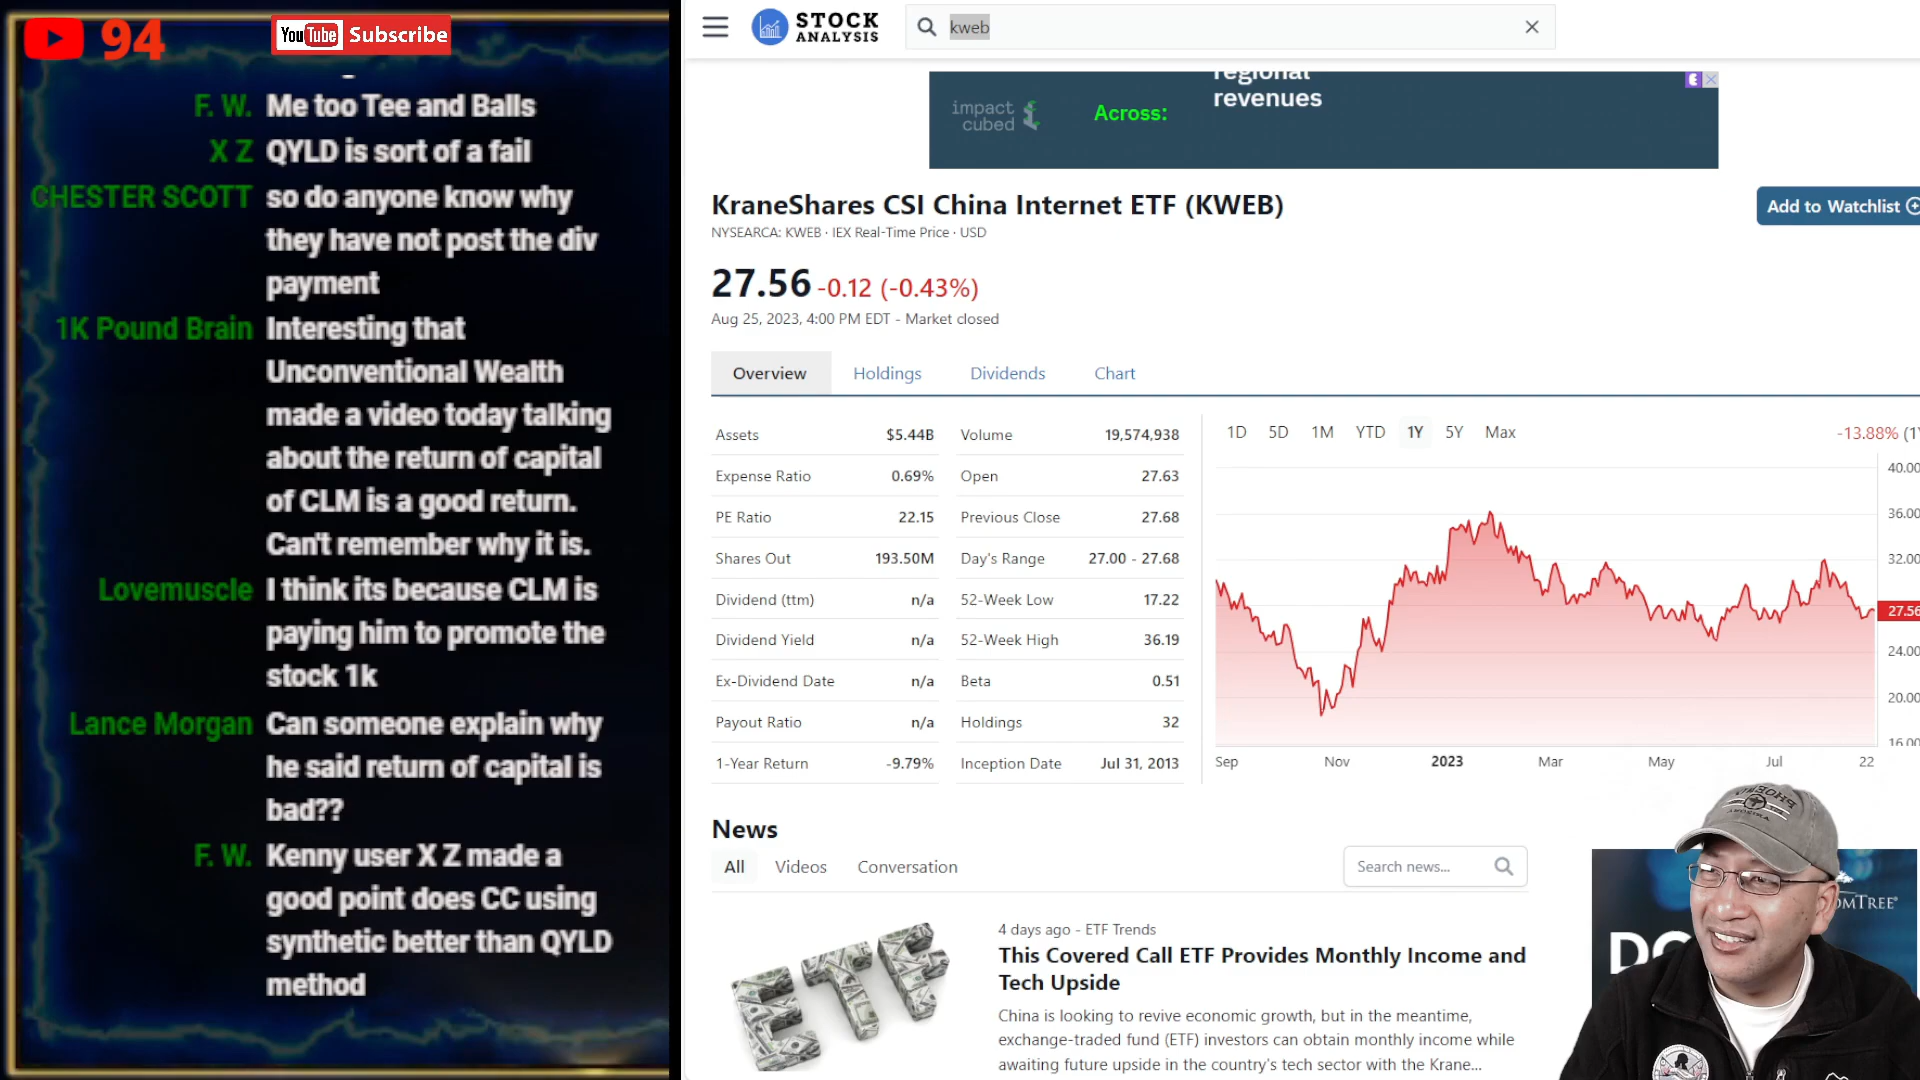 94
YouTube Subscribe
F. W. Me too Tee and Balls
X Z QYLD is sort of a fail
CHESTER SCOTT so do anyone know why
they have not post the div
payment
1K Pound Brain Interesting that
Unconventional Wealth
made a video today talking
about the return of capital
of CLM is a good return.
Can't remember why it is.
Lovemuscle I think its because CLM is
paying him to promote the
stock 1k
Lance Morgan Can someone explain why
he said return of capital is
bad??
F. W. Kenny user X Z made a
good point does CC using
synthetic better than QYLD
method
STOCK
ANALYSIS
kweb
impact
cubed
Across:
regional
revenues
KraneShares CSI China Internet ETF (KWEB)
NYSEARCA: KWEB · IEX Real-Time Price · USD
Add to Watchlist
27.56 -0.12 (-0.43%)
Aug 25, 2023, 4:00 PM EDT - Market closed
Overview Holdings Dividends Chart
Assets $5.44B Volume 19,574,938
Expense Ratio 0.69% Open 27.63
PE Ratio 22.15 Previous Close 27.68
Shares Out 193.50M Day's Range 27.00 - 27.68
Dividend (ttm) n/a 52-Week Low 17.22
Dividend Yield n/a 52-Week High 36.19
Ex-Dividend Date n/a Beta 0.51
Payout Ratio n/a Holdings 32
1-Year Return -9.79% Inception Date Jul 31, 2013
1D 5D 1M YTD 1Y 5Y Max
-13.88% (1Y
40.00
36.00
32.00
27.56
24.00
20.00
16.00
Sep Nov 2023 Mar May Jul 22
News
All Videos Conversation
Search news...
ETF
4 days ago - ETF Trends
This Covered Call ETF Provides Monthly Income and
Tech Upside
China is looking to revive economic growth, but in the meantime,
exchange-traded fund (ETF) investors can obtain monthly income while
awaiting future upside in the country's tech sector with the Krane...
PHOENIX
ARIZONA
OMTREE®